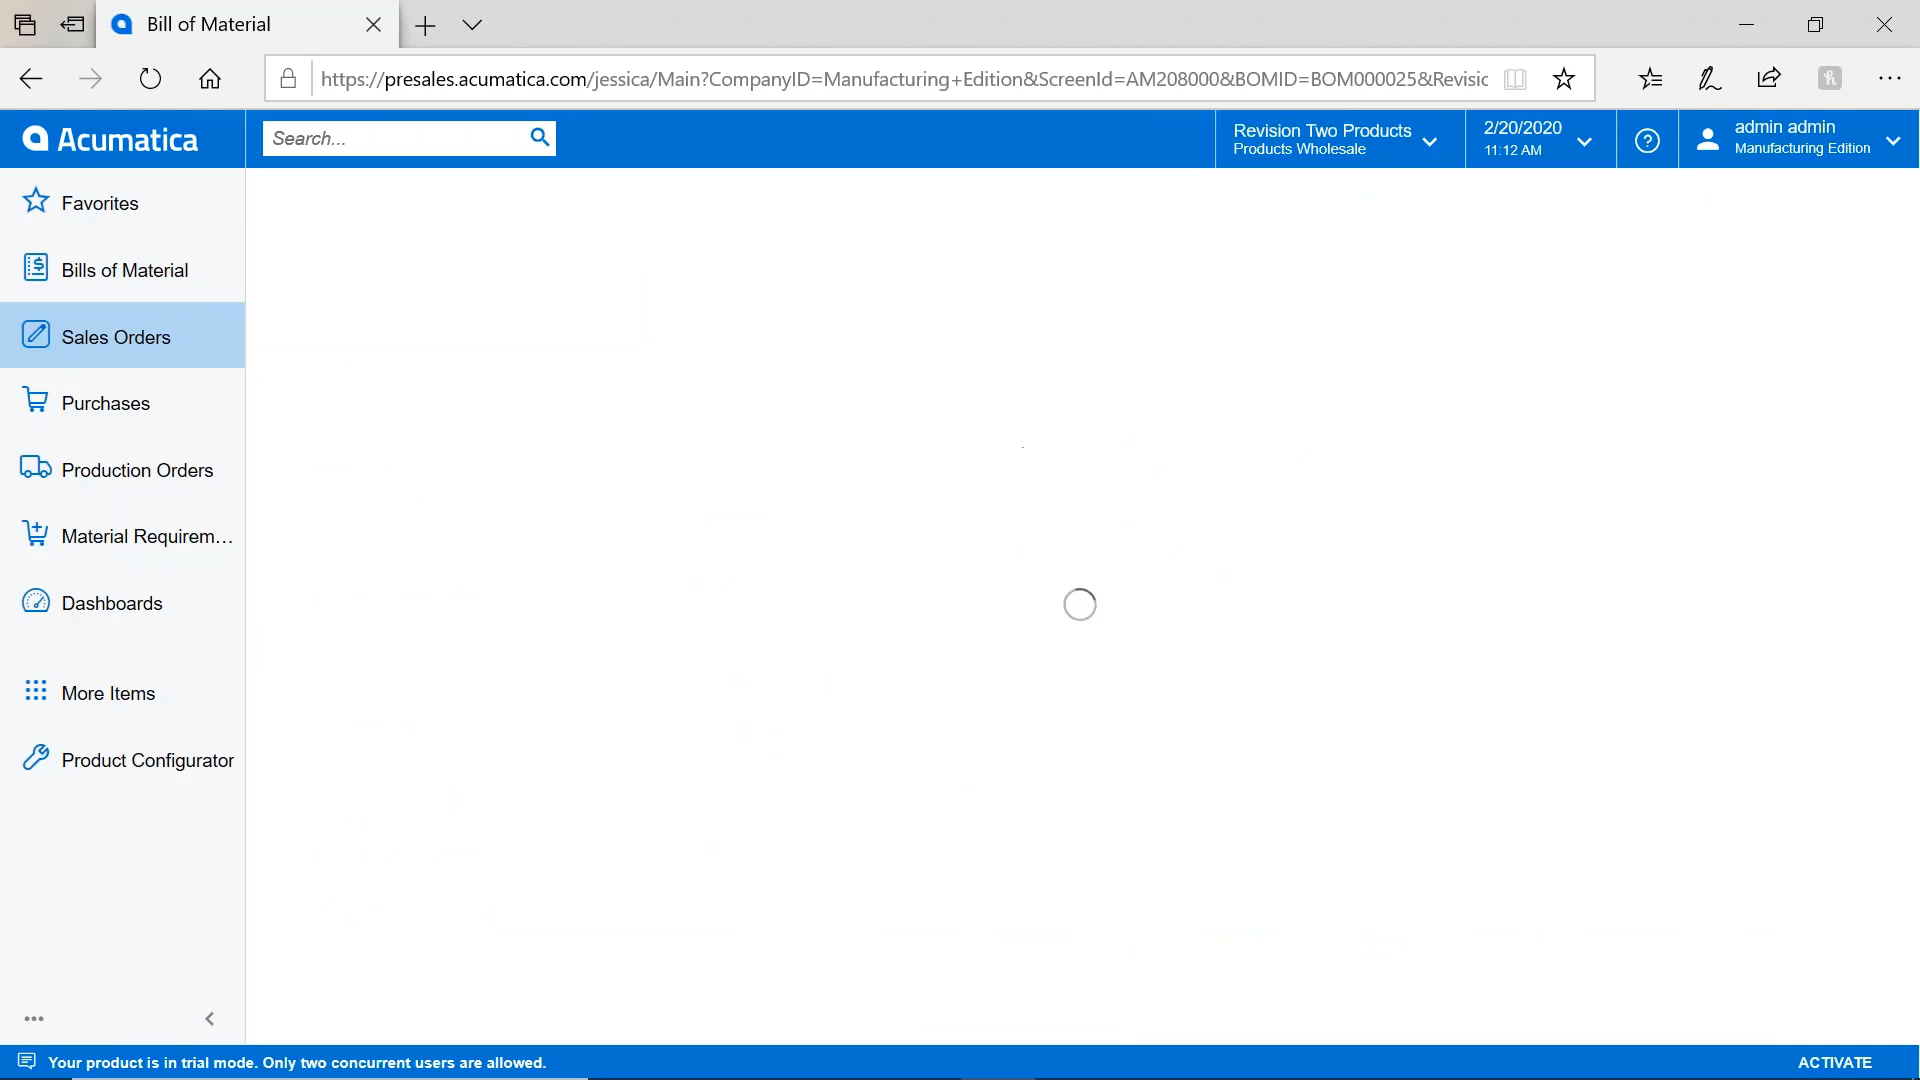 Bill of Material
https://presales.acumatica.com/jessica/Main?CompanyID=Manufacturing+Edition&ScreenId=AM208000&BOMID=BOM000025&Revisic
Acumatica
Search...
Revision Two Products
Products Wholesale
2/20/2020
11:12 AM
?
admin admin
Manufacturing Edition
Favorites
Bills of Material
Sales Orders
Purchases
Production Orders
Material Requirem...
Dashboards
More Items
Product Configurator
Your product is in trial mode. Only two concurrent users are allowed.
ACTIVATE